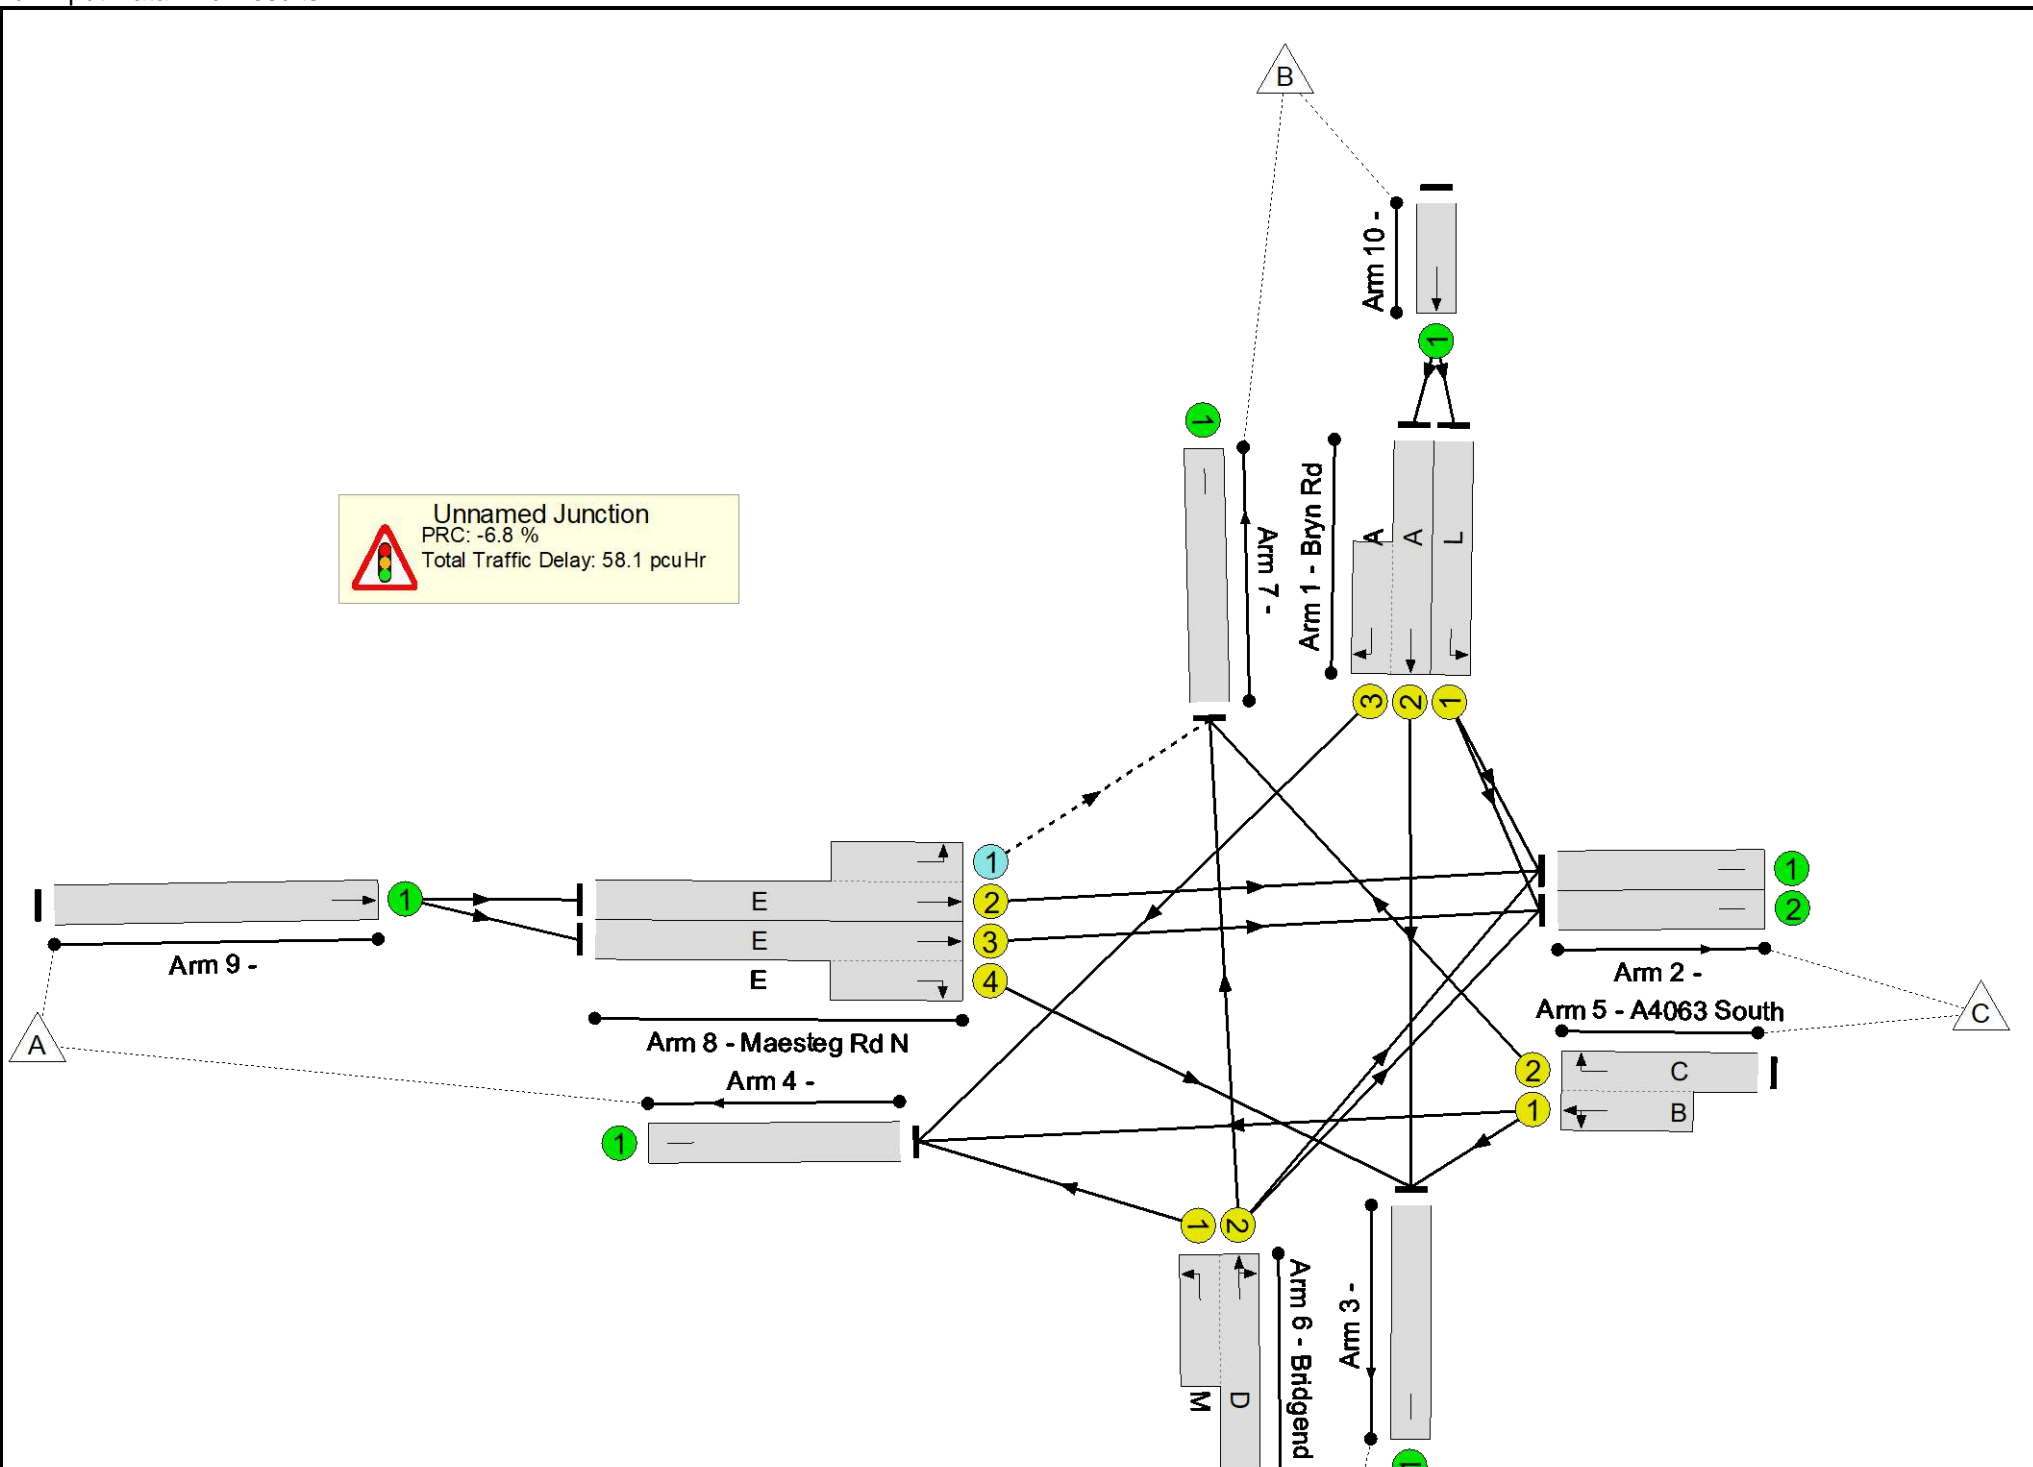 B
Arm 10 -
1
1
Arm 7 -
Arm 1 - Bryn Rd
A
A
L
Unnamed Junction
PRC: -6.8 %
Total Traffic Delay: 58.1 pcuHr
3
2
1
1
1
E
2
1
E
3
2
E
4
Arm 9 -
Arm 2 -
Arm 5 - A4063 South
A
C
Arm 8 - Maesteg Rd N
Arm 4 -
2
C
1
B
1
1
2
Arm 6 - Bridgend
Arm 3 -
M
D